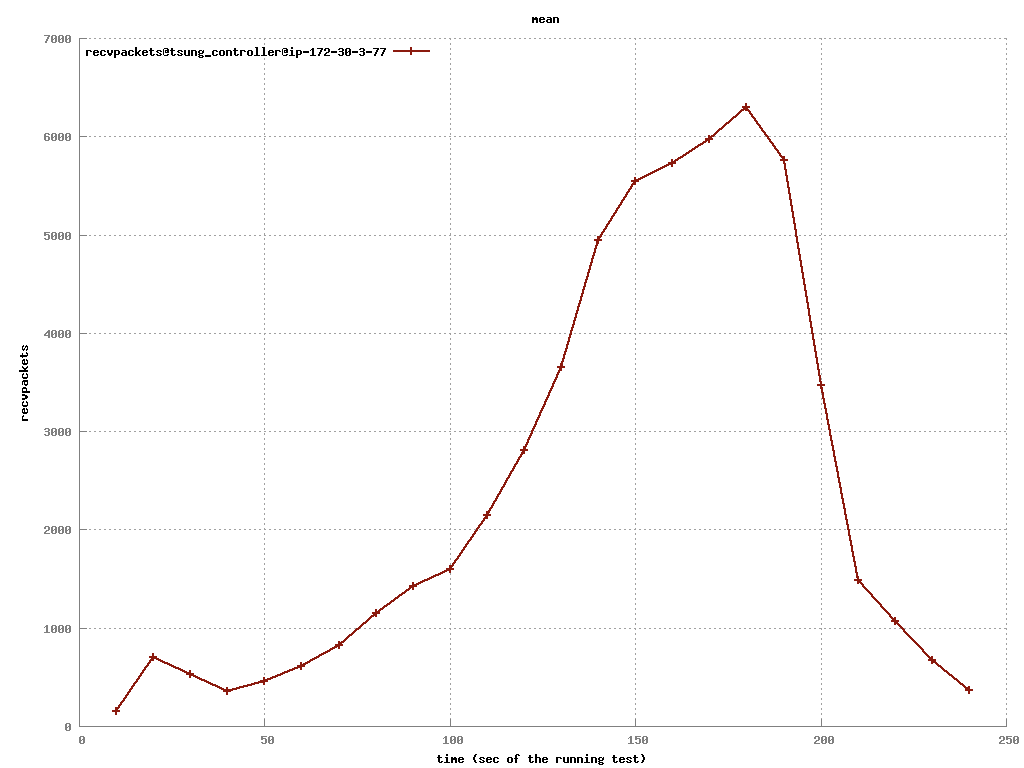 mean
7000
recvpackets@tsung_controller@ip-172-30-3-77
6000
5000
4000
recvpackets
3000
2000
1000
0
0 50 100 150 200 250
time (sec of the running test)